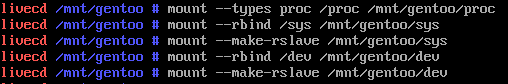 livecd /mnt/gentoo # mount --types proc /proc /mnt/gentoo/proc
livecd /mnt/gentoo # mount --rbind /sys /mnt/gentoo/sys
livecd /mnt/gentoo # mount --make-rslave /mnt/gentoo/sys
livecd /mnt/gentoo # mount --rbind /dev /mnt/gentoo/dev
livecd /mnt/gentoo # mount --make-rslave /mnt/gentoo/dev